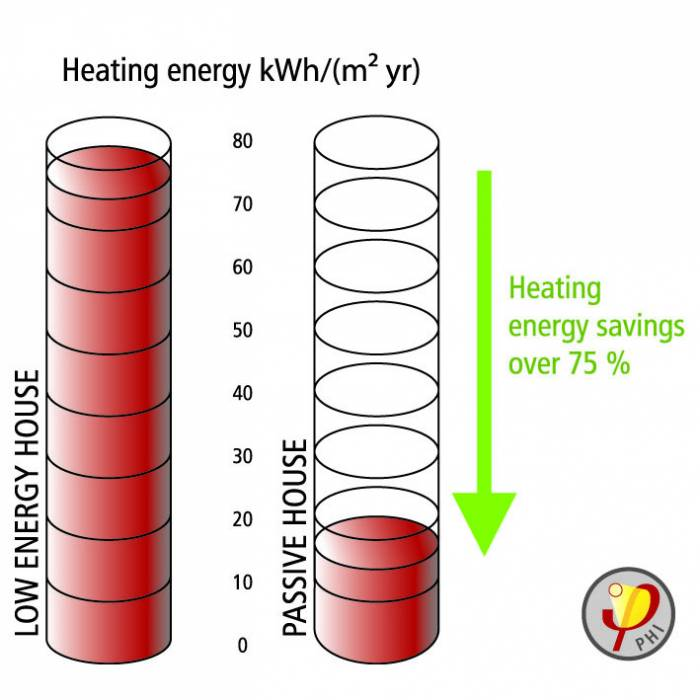 Heating energy kWh/(m² yr)
80
70
60
50
40
30
20
10
0
LOW ENERGY HOUSE
PASSIVE HOUSE
Heating
energy savings
over 75 %
PHI